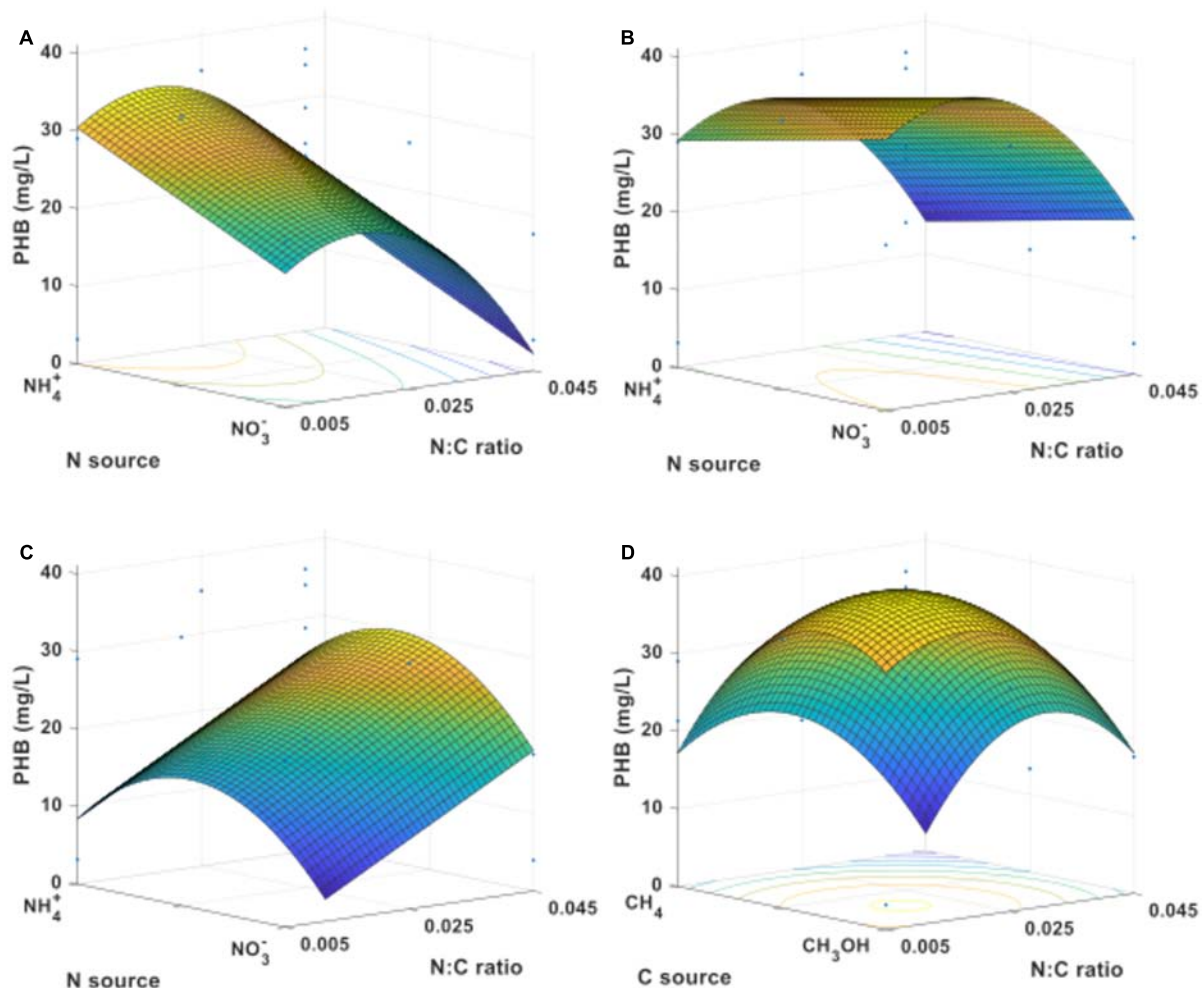 A
PHB (mg/L)
40
30
20
10
0
NH₄⁺
NO₃⁻
0.005
0.025
0.045
N source
N:C ratio
B
PHB (mg/L)
40
30
20
10
0
NH₄⁺
NO₃⁻
0.005
0.025
0.045
N source
N:C ratio
C
PHB (mg/L)
40
30
20
10
0
NH₄⁺
NO₃⁻
0.005
0.025
0.045
N source
N:C ratio
D
PHB (mg/L)
40
30
20
10
0
CH₄
CH₃OH
0.005
0.025
0.045
C source
N:C ratio